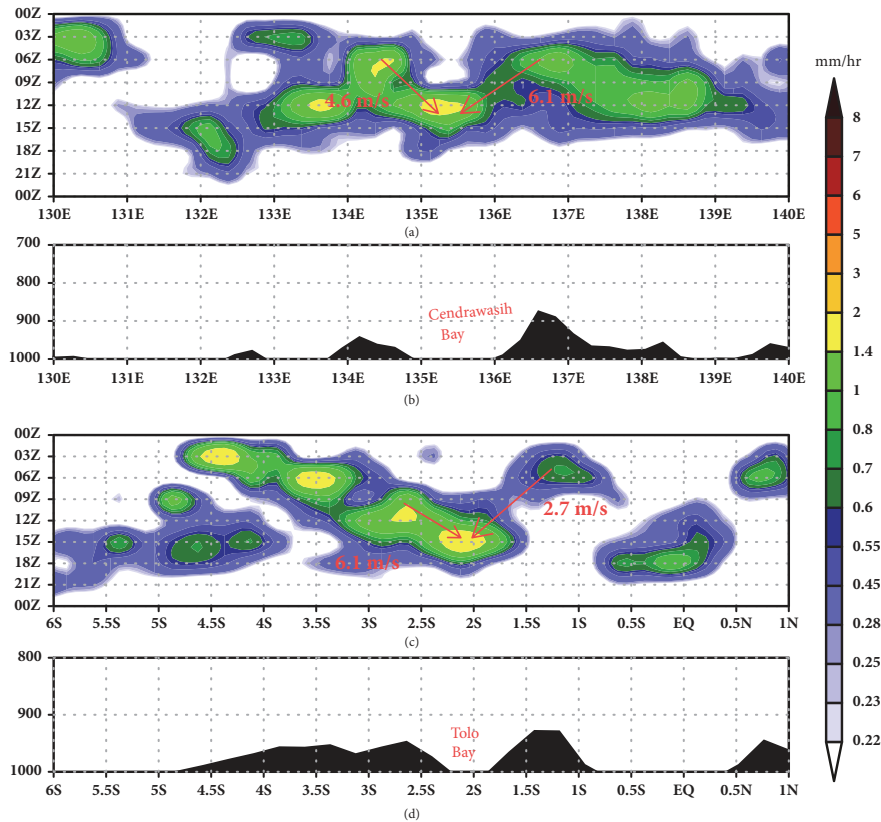 00Z
03Z
06Z
09Z
12Z
15Z
18Z
21Z
00Z
4.6 m/s
6.1 m/s
130E 131E 132E 133E 134E 135E 136E 137E 138E 139E 140E
(a)
700
800
900
1000
Cendrawasih
Bay
130E 131E 132E 133E 134E 135E 136E 137E 138E 139E 140E
(b)
00Z
03Z
06Z
09Z
12Z
15Z
18Z
21Z
00Z
2.7 m/s
6.1 m/s
6S 5.5S 5S 4.5S 4S 3.5S 3S 2.5S 2S 1.5S 1S 0.5S EQ 0.5N 1N
(c)
800
900
1000
Tolo
Bay
6S 5.5S 5S 4.5S 4S 3.5S 3S 2.5S 2S 1.5S 1S 0.5S EQ 0.5N 1N
(d)
mm/hr
8
7
6
5
3
2
1.4
1
0.8
0.7
0.6
0.55
0.45
0.28
0.25
0.23
0.22